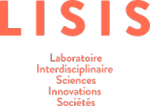 LISIS
Laboratoire
Interdisciplinaire
Sciences
Innovations
Sociétés